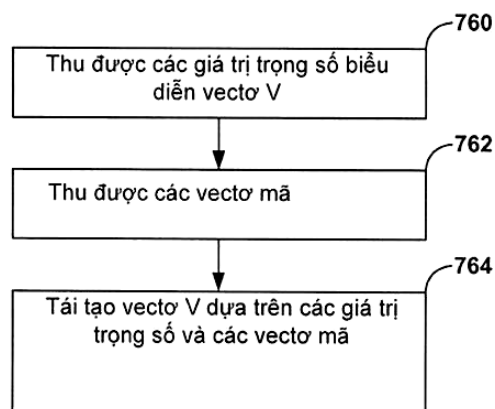 760
Thu được các giá trị trọng số biểu
diễn vectơ V
762
Thu được các vectơ mã
764
Tái tạo vectơ V dựa trên các giá trị
trọng số và các vectơ mã